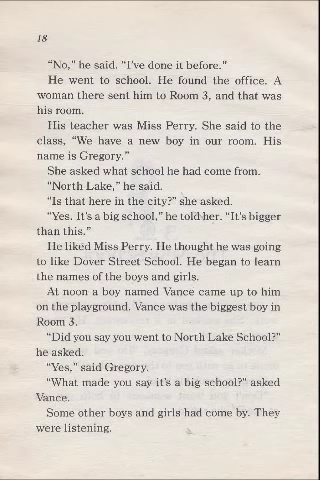 18
"No," he said. "I've done it before."
He went to school. He found the office. A
woman there sent him to Room 3, and that was
his room.
His teacher was Miss Perry. She said to the
class, "We have a new boy in our room. His
name is Gregory."
She asked what school he had come from.
"North Lake," he said.
"Is that here in the city?" she asked.
"Yes. It's a big school," he told her. "It's bigger
than this."
He liked Miss Perry. He thought he was going
to like Dover Street School. He began to learn
the names of the boys and girls.
At noon a boy named Vance came up to him
on the playground. Vance was the biggest boy in
Room 3.
"Did you say you went to North Lake School?"
he asked.
"Yes," said Gregory.
"What made you say it's a big school?" asked
Vance.
Some other boys and girls had come by. They
were listening.